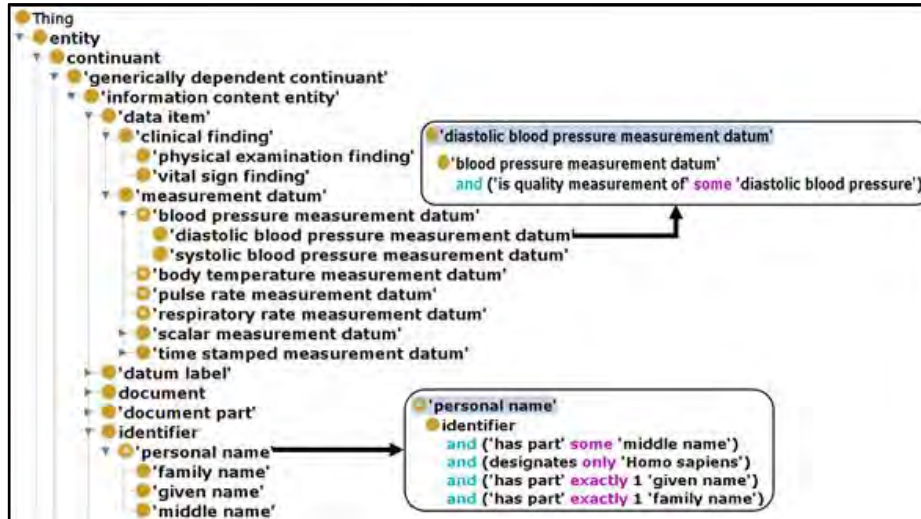 Thing
entity
continuant
'generically dependent continuant'
'information content entity'
'data item'
'clinical finding'
'physical examination finding'
'vital sign finding'
'measurement datum'
'blood pressure measurement datum'
'diastolic blood pressure measurement datum'
'systolic blood pressure measurement datum'
'body temperature measurement datum'
'pulse rate measurement datum'
'respiratory rate measurement datum'
'scalar measurement datum'
'time stamped measurement datum'
'datum label'
document
'document part'
identifier
'personal name'
'family name'
'given name'
'middle name'
'diastolic blood pressure measurement datum'
'blood pressure measurement datum'
and ('is quality measurement of' some 'diastolic blood pressure')
'personal name'
identifier
and ('has part' some 'middle name')
and (designates only 'Homo sapiens')
and ('has part' exactly 1 'given name')
and ('has part' exactly 1 'family name')